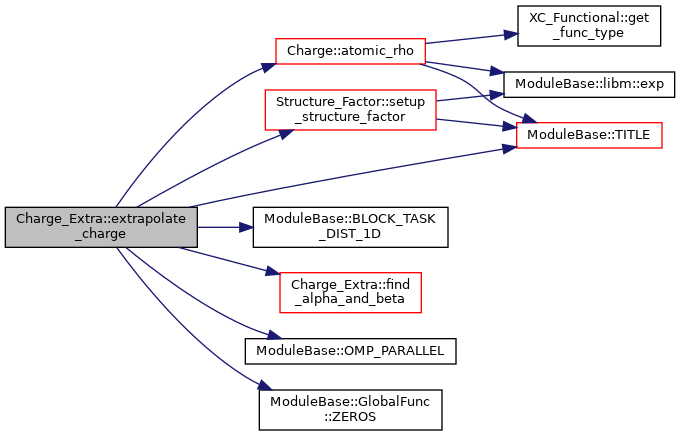 XC_Functional::get
_func_type
Charge::atomic_rho
ModuleBase::libm::exp
Structure_Factor::setup
_structure_factor
ModuleBase::TITLE
Charge_Extra::extrapolate
_charge
ModuleBase::BLOCK_TASK
_DIST_1D
Charge_Extra::find
_alpha_and_beta
ModuleBase::OMP_PARALLEL
ModuleBase::GlobalFunc
::ZEROS